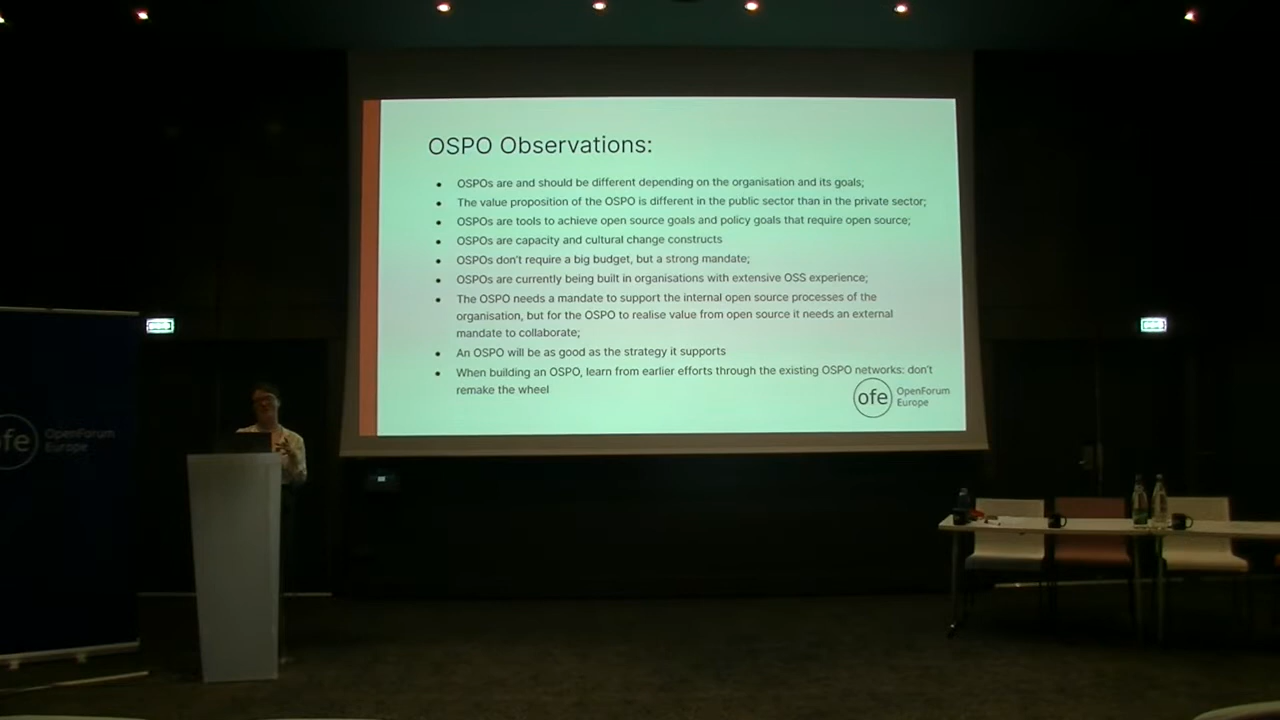 OSPO Observations:
OSPOs are and should be different depending on the organisation and its goals;
The value proposition of the OSPO is different in the public sector than in the private sector;
OSPOs are tools to achieve open source goals and policy goals that require open source;
OSPOs are capacity and cultural change constructs
OSPOs don't require a big budget, but a strong mandate;
OSPOs are currently being built in organisations with extensive OSS experience;
The OSPO needs a mandate to support the internal open source processes of the
organisation, but for the OSPO to realise value from open source it needs an external
mandate to collaborate;
An OSPO will be as good as the strategy it supports
When building an OSPO, learn from earlier efforts through the existing OSPO networks: don't
remake the wheel
ofe OpenForum
Europe
ofe OpenForum
Europe